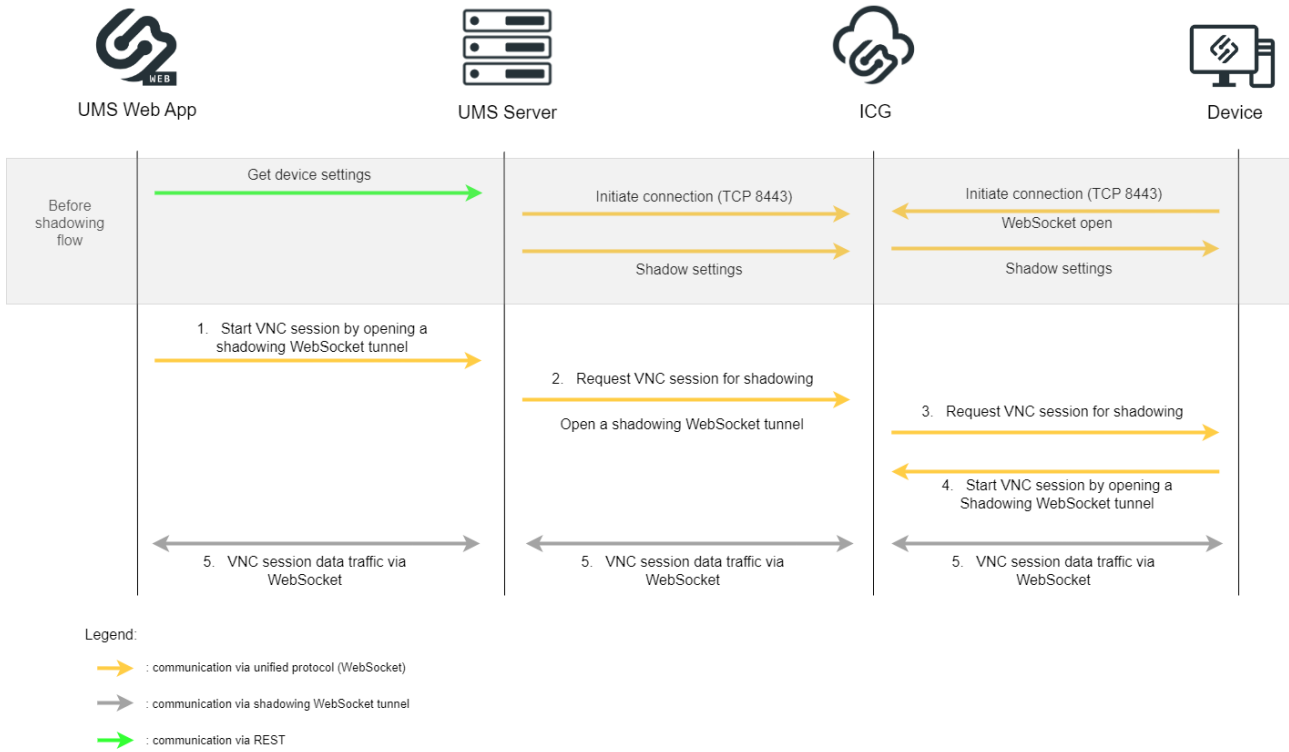 WEB
UMS Web App
UMS Server
ICG
Device
Before
shadowing
flow
Get device settings
Initiate connection (TCP 8443)
Shadow settings
Initiate connection (TCP 8443)
WebSocket open
Shadow settings
1. Start VNC session by opening a
shadowing WebSocket tunnel
2. Request VNC session for shadowing
Open a shadowing WebSocket tunnel
3. Request VNC session for shadowing
4. Start VNC session by opening a
Shadowing WebSocket tunnel
5. VNC session data traffic via
WebSocket
5. VNC session data traffic via
WebSocket
5. VNC session data traffic via
WebSocket
Legend:
: communication via unified protocol (WebSocket)
: communication via shadowing WebSocket tunnel
: communication via REST